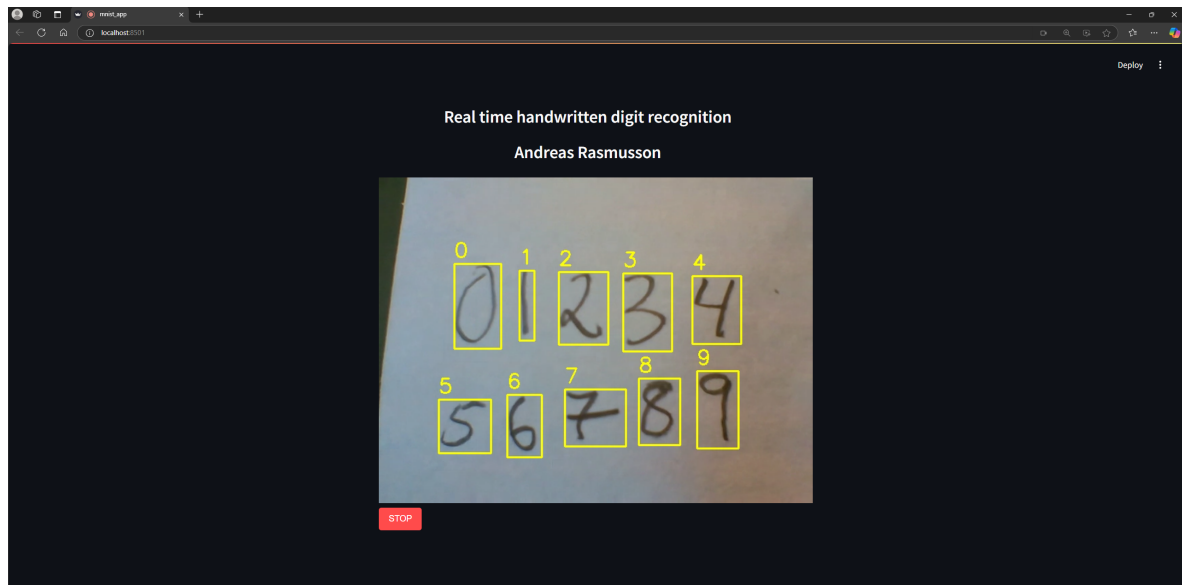 mnist_app
localhost:8501
Deploy
Real time handwritten digit recognition
Andreas Rasmusson
0 1 2 3 4
0 1 2 3 4
5 6 7 8 9
5 6 7 8 9
STOP